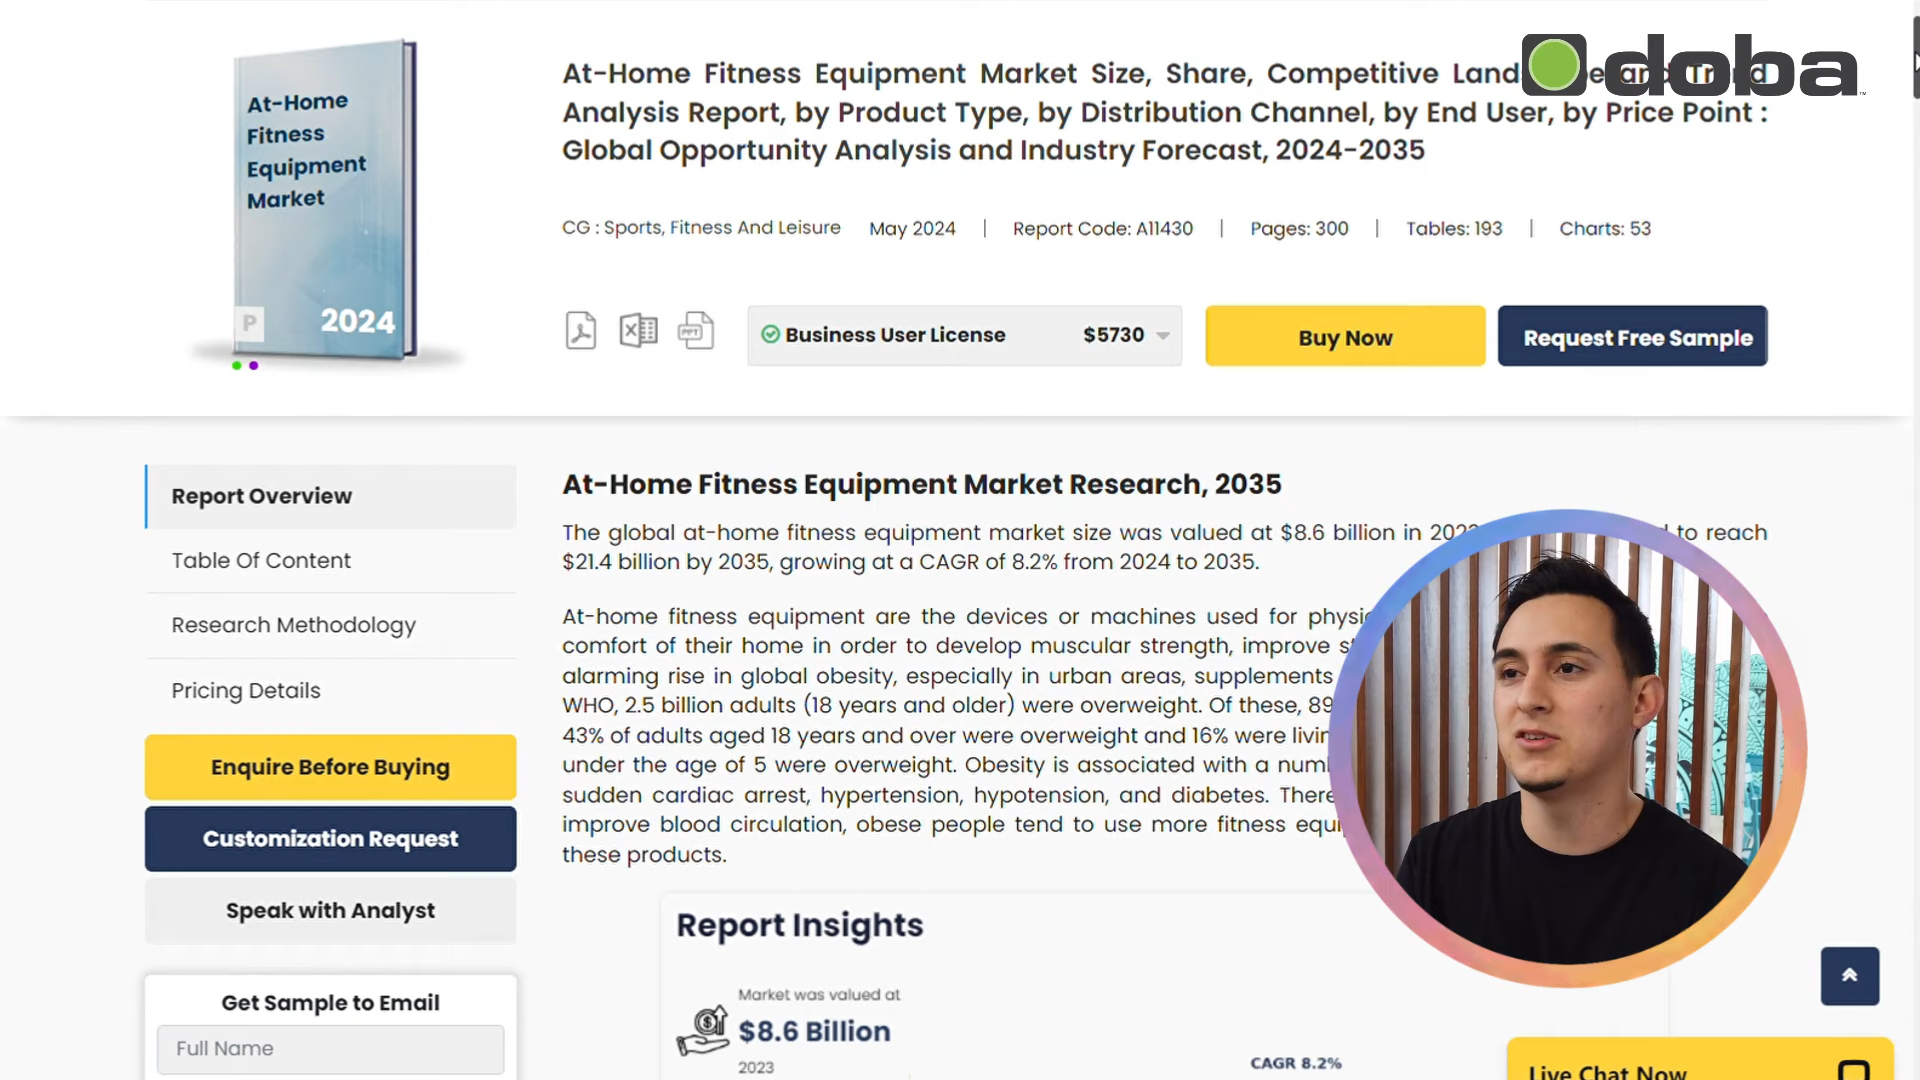 doba
At-Home Fitness Equipment Market Size, Share, Competitive
Analysis Report, by Product Type, by Distribution Channel, by End User, by Price Point :
Global Opportunity Analysis and Industry Forecast, 2024-2035
At-Home
Fitness
Equipment
Market
P
2024
CG : Sports, Fitness And Leisure May 2024 | Report Code: A11430 | Pages: 300 | Tables: 193 | Charts: 53
PPT
Business User License $5730
Buy Now
Request Free Sample
Report Overview
Table Of Content
Research Methodology
Pricing Details
Enquire Before Buying
Customization Request
Speak with Analyst
Get Sample to Email
Full Name
At-Home Fitness Equipment Market Research, 2035
The global at-home fitness equipment market size was valued at $8.6 billion in to reach
$21.4 billion by 2035, growing at a CAGR of 8.2% from 2024 to 2035.
At-home fitness equipment are the devices or machines used for
comfort of their home in order to develop muscular strength, improve
alarming rise in global obesity, especially in urban areas, supplements
WHO, 2.5 billion adults (18 years and older) were overweight. Of these,
43% of adults aged 18 years and over were overweight and 16% were
under the age of 5 were overweight. Obesity is associated with a
sudden cardiac arrest, hypertension, hypotension, and diabetes.
improve blood circulation, obese people tend to use more fitness
these products.
Report Insights
Market was valued at
$8.6 Billion
2023
CAGR 8.2%
Live Chat Now